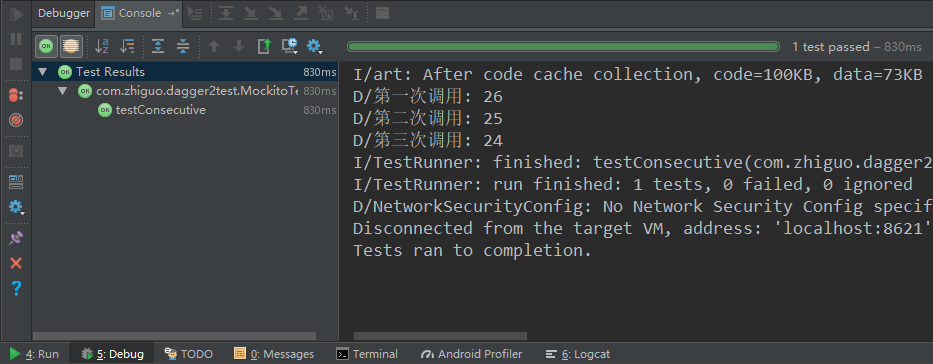 Debugger Console
1 test passed – 830ms
Test Results 830ms
com.zhiguo.dagger2test.MockitoTe 830ms
testConsecutive 830ms
I/art: After code cache collection, code=100KB, data=73KB
D/第一次调用: 26
D/第二次调用: 25
D/第三次调用: 24
I/TestRunner: finished: testConsecutive(com.zhiguo.dagger2
I/TestRunner: run finished: 1 tests, 0 failed, 0 ignored
D/NetworkSecurityConfig: No Network Security Config specif
Disconnected from the target VM, address: 'localhost:8621'
Tests ran to completion.
4: Run 5: Debug TODO 0: Messages Terminal Android Profiler 6: Logcat